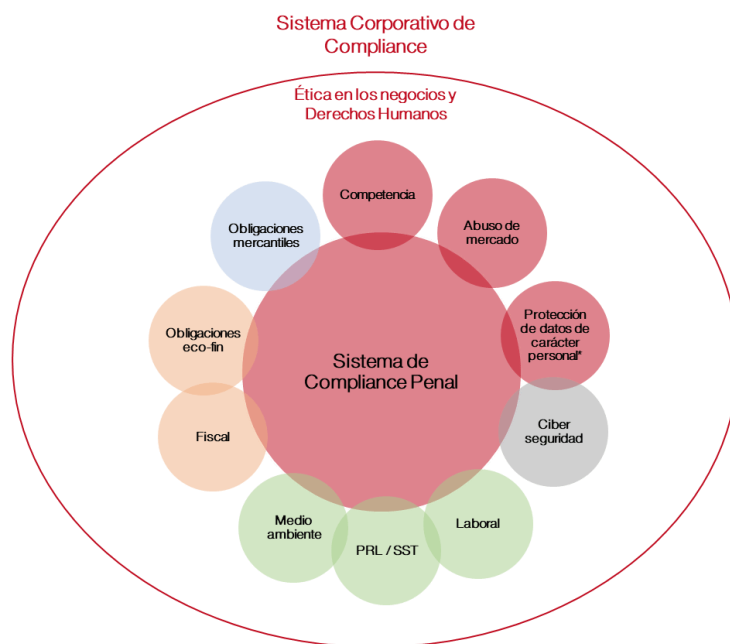 Sistema Corporativo de
Compliance
Ética en los negocios y
Derechos Humanos
Competencia
Abuso de
mercado
Obligaciones
mercantiles
Protección
de datos de
carácter
personal*
Obligaciones
eco-fin
Sistema de
Compliance Penal
Ciber
seguridad
Fiscal
Medio
ambiente
PRL / SST
Laboral